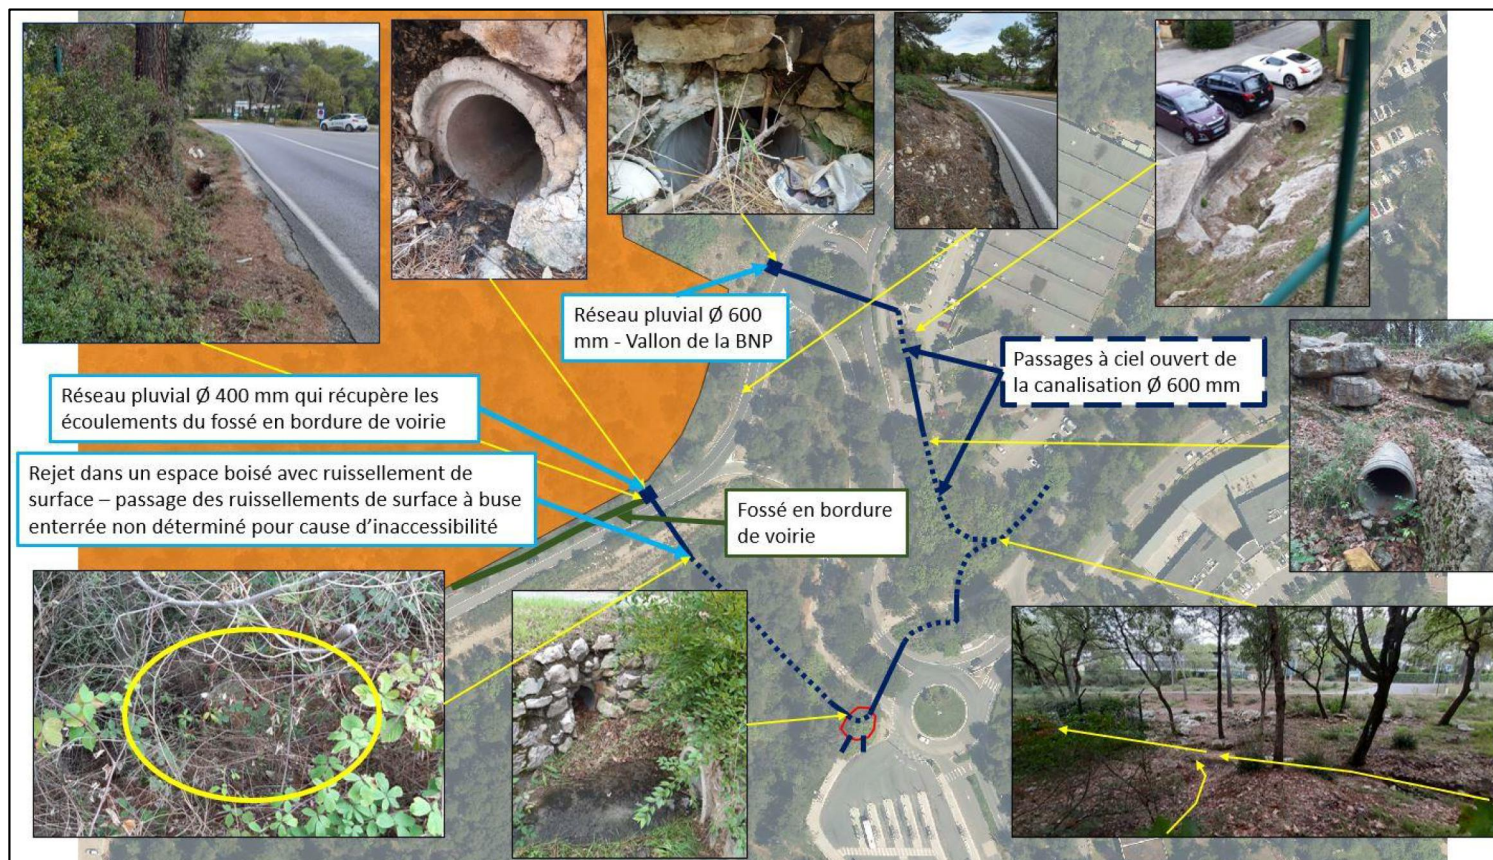 Réseau pluvial Ø 600
mm - Vallon de la BNP
Passages à ciel ouvert de
la canalisation Ø 600 mm
Réseau pluvial Ø 400 mm qui récupère les
écoulements du fossé en bordure de voirie
Rejet dans un espace boisé avec ruissellement de
surface – passage des ruissellements de surface à buse
enterrée non déterminé pour cause d’inaccessibilité
Fossé en bordure
de voirie